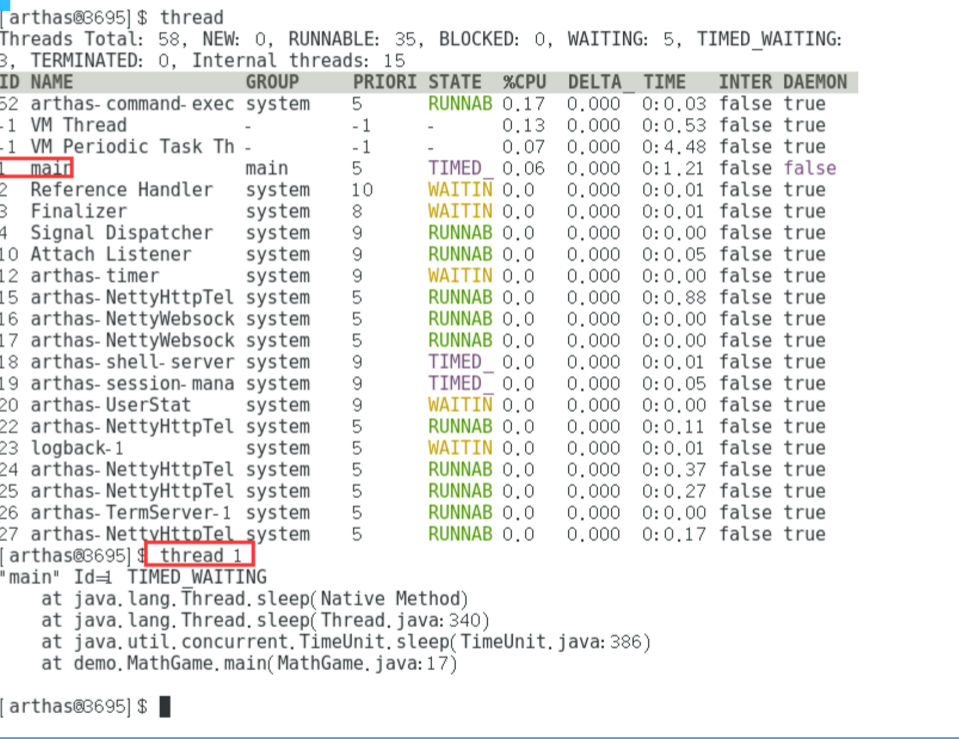 [arthas@3695]$ thread
Threads Total: 58, NEW: 0, RUNNABLE: 35, BLOCKED: 0, WAITING: 5, TIMED_WAITING:
3, TERMINATED: 0, Internal threads: 15
ID NAME GROUP PRIORI STATE %CPU DELTA_ TIME INTER DAEMON
52 arthas-command-exec system 5 RUNNAB 0.17 0.000 0:0.03 false true
-1 VM Thread - -1 - 0.13 0.000 0:0.53 false true
-1 VM Periodic Task Th - -1 - 0.07 0.000 0:4.48 false true
1 main main 5 TIMED_ 0.06 0.000 0:1.21 false false
2 Reference Handler system 10 WAITIN 0.0 0.000 0:0.01 false true
3 Finalizer system 8 WAITIN 0.0 0.000 0:0.01 false true
4 Signal Dispatcher system 9 RUNNAB 0.0 0.000 0:0.00 false true
10 Attach Listener system 9 RUNNAB 0.0 0.000 0:0.05 false true
12 arthas-timer system 9 WAITIN 0.0 0.000 0:0.00 false true
15 arthas-NettyHttpTel system 5 RUNNAB 0.0 0.000 0:0.88 false true
16 arthas-NettyWebsock system 5 RUNNAB 0.0 0.000 0:0.00 false true
17 arthas-NettyWebsock system 5 RUNNAB 0.0 0.000 0:0.00 false true
18 arthas-shell-server system 9 TIMED_ 0.0 0.000 0:0.01 false true
19 arthas-session-mana system 9 TIMED_ 0.0 0.000 0:0.05 false true
20 arthas-UserStat system 9 WAITIN 0.0 0.000 0:0.00 false true
22 arthas-NettyHttpTel system 5 RUNNAB 0.0 0.000 0:0.11 false true
23 logback-1 system 5 WAITIN 0.0 0.000 0:0.01 false true
24 arthas-NettyHttpTel system 5 RUNNAB 0.0 0.000 0:0.37 false true
25 arthas-NettyHttpTel system 5 RUNNAB 0.0 0.000 0:0.27 false true
26 arthas-TermServer-1 system 5 RUNNAB 0.0 0.000 0:0.00 false true
27 arthas-NettyHttpTel system 5 RUNNAB 0.0 0.000 0:0.17 false true
[arthas@3695]$ thread 1
"main" Id=1 TIMED_WAITING
at java.lang.Thread.sleep(Native Method)
at java.lang.Thread.sleep(Thread.java:340)
at java.util.concurrent.TimeUnit.sleep(TimeUnit.java:386)
at demo.MathGame.main(MathGame.java:17)
[arthas@3695]$